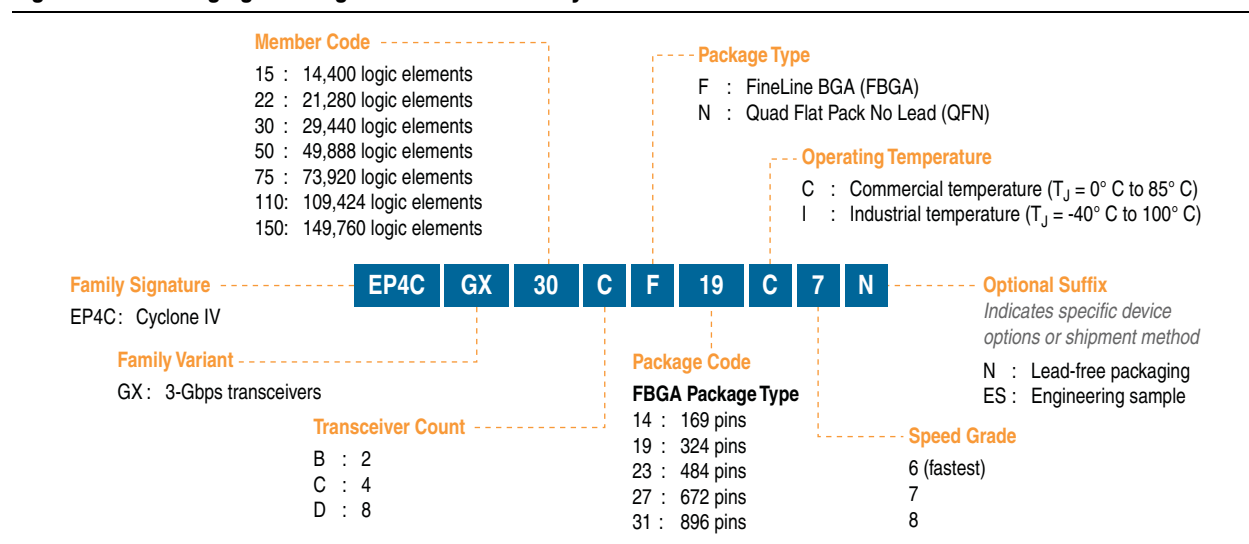 Member Code
15 : 14,400 logic elements
22 : 21,280 logic elements
30 : 29,440 logic elements
50 : 49,888 logic elements
75 : 73,920 logic elements
110: 109,424 logic elements
150: 149,760 logic elements
Package Type
F : FineLine BGA (FBGA)
N : Quad Flat Pack No Lead (QFN)
Operating Temperature
C : Commercial temperature (TJ = 0° C to 85° C)
I : Industrial temperature (TJ = -40° C to 100° C)
EP4C GX 30 C F 19 C 7 N
Family Signature
EP4C: Cyclone IV
Family Variant
GX : 3-Gbps transceivers
Transceiver Count
B : 2
C : 4
D : 8
Package Code
FBGA Package Type
14 : 169 pins
19 : 324 pins
23 : 484 pins
27 : 672 pins
31 : 896 pins
Speed Grade
6 (fastest)
7
8
Optional Suffix
Indicates specific device
options or shipment method
N : Lead-free packaging
ES : Engineering sample